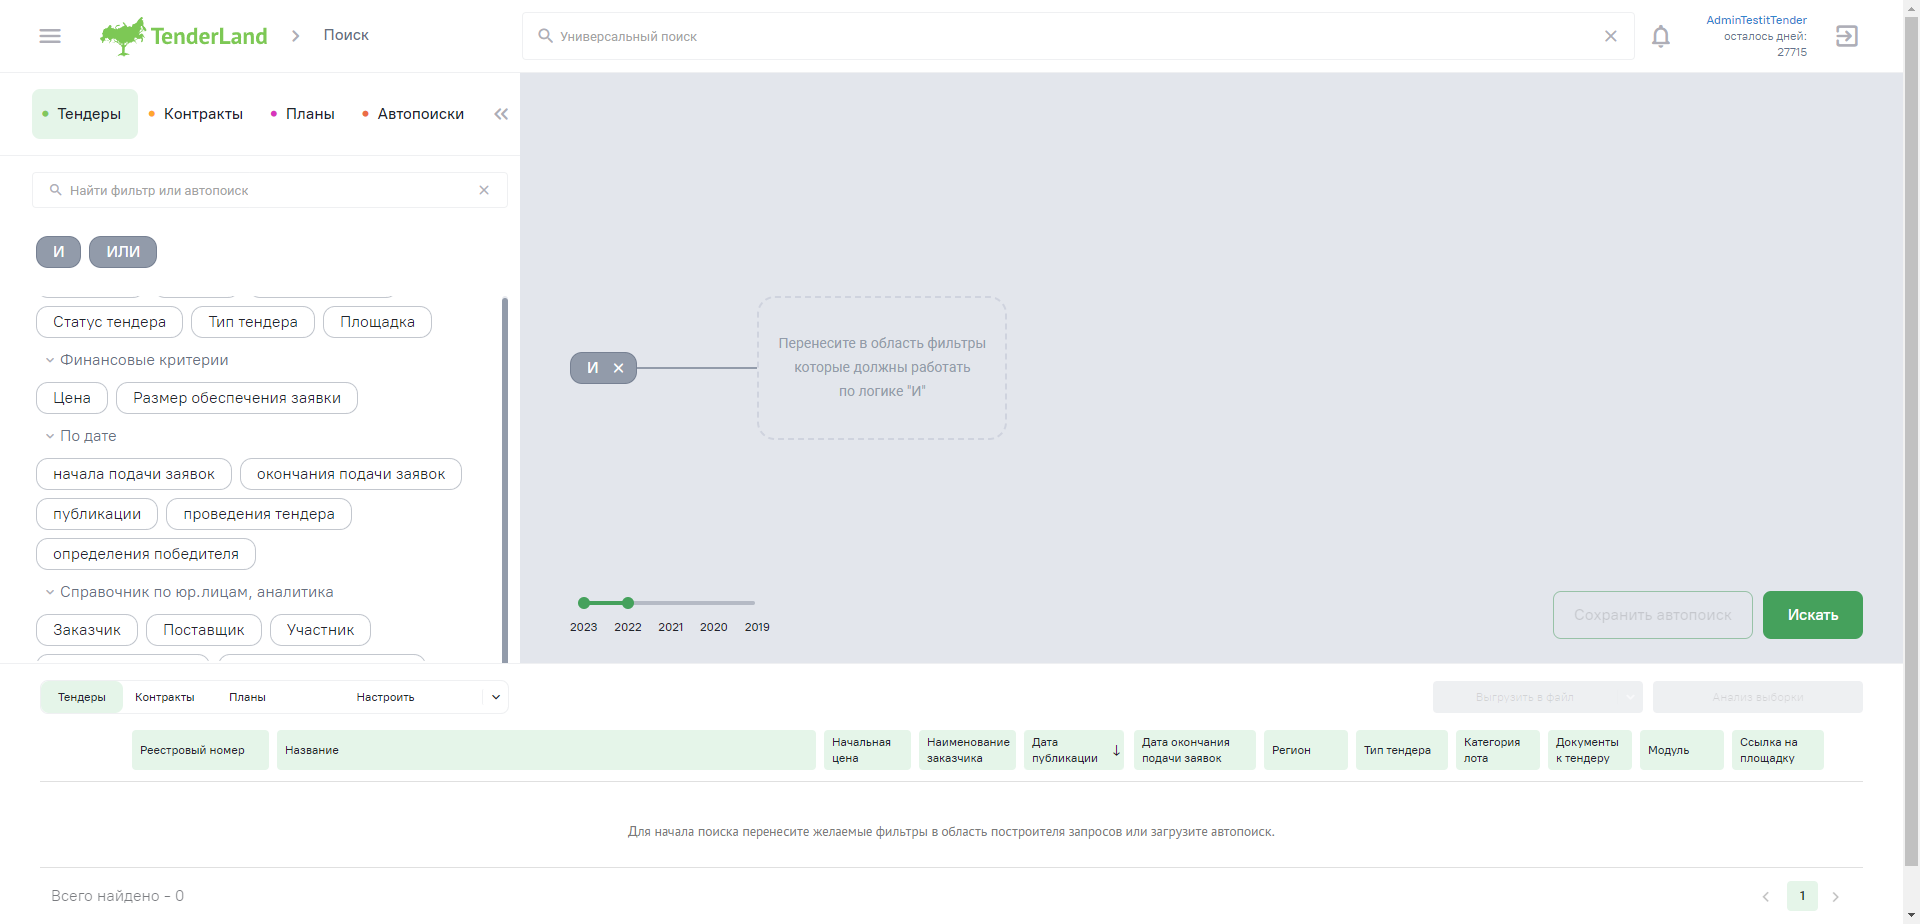 TenderLand
Поиск
Универсальный поиск
AdminTestitTender
осталось дней:
27715
Тендеры
Контракты
Планы
Автопоиски
Найти фильтр или автопоиск
И
ИЛИ
Статус тендера
Тип тендера
Площадка
Финансовые критерии
Цена
Размер обеспечения заявки
По дате
начала подачи заявок
окончания подачи заявок
публикации
проведения тендера
определения победителя
Справочник по юр.лицам, аналитика
Заказчик
Поставщик
Участник
И
Перенесите в область фильтры
которые должны работать
по логике "И"
2023
2022
2021
2020
2019
Сохранить автопоиск
Искать
Тендеры
Контракты
Планы
Настроить
Выгрузить в файл
Анализ выборки
Реестровый номер
Название
Начальная
цена
Наименование
заказчика
Дата
публикации
Дата окончания
подачи заявок
Регион
Тип тендера
Категория
лота
Документы
к тендеру
Модуль
Ссылка на
площадку
Для начала поиска перенесите желаемые фильтры в область построителя запросов или загрузите автопоиск.
Всего найдено - 0
1